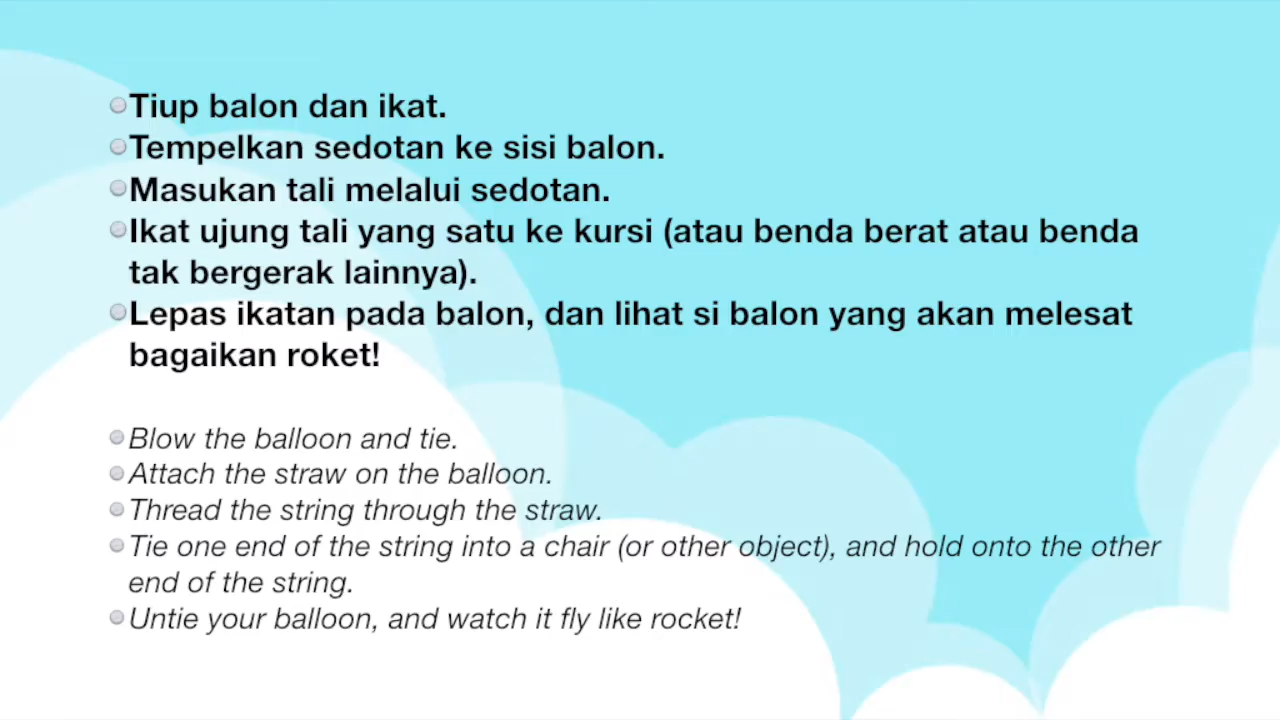 Tiup balon dan ikat.
Tempelkan sedotan ke sisi balon.
Masukan tali melalui sedotan.
Ikat ujung tali yang satu ke kursi (atau benda berat atau benda
tak bergerak lainnya).
Lepas ikatan pada balon, dan lihat si balon yang akan melesat
bagaikan roket!
Blow the balloon and tie.
Attach the straw on the balloon.
Thread the string through the straw.
Tie one end of the string into a chair (or other object), and hold onto the other
end of the string.
Untie your balloon, and watch it fly like rocket!